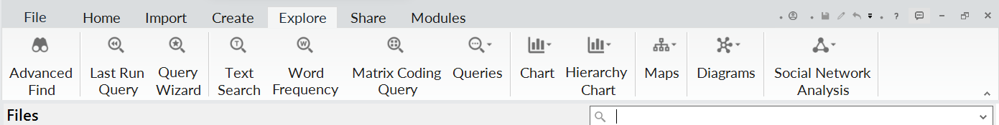 File Home Import Create Explore Share Modules
?
Advanced Find
Last Run Query
Query Wizard
T
Text Search
W
Word Frequency
Matrix Coding Query
Queries
Chart
Hierarchy Chart
Maps
Diagrams
Social Network Analysis
Files